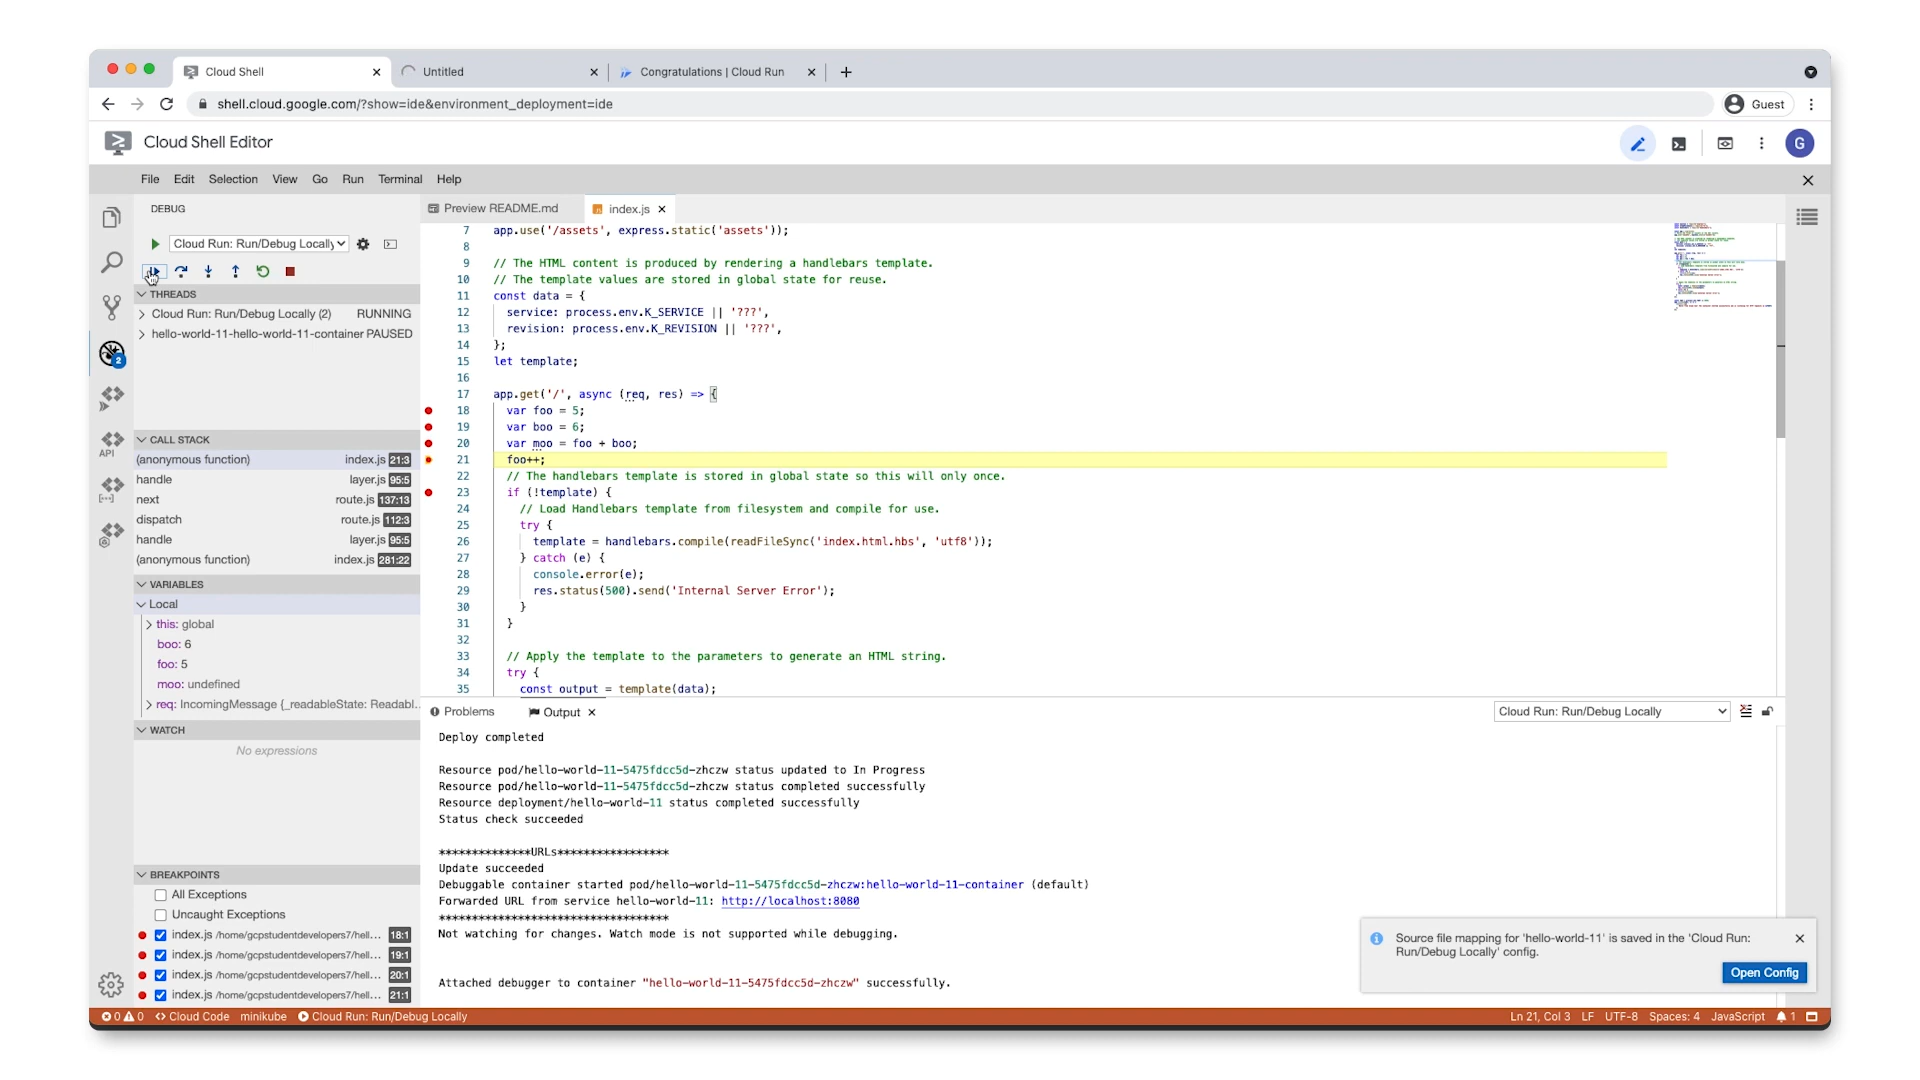 Cloud Shell
Untitled
Congratulations | Cloud Run
shell.cloud.google.com/?show=ide&environment_deployment=ide
Guest
Cloud Shell Editor
G
File Edit Selection View Go Run Terminal Help
DEBUG
Preview README.md
index.js
Cloud Run: Run/Debug Locally
THREADS
Cloud Run: Run/Debug Locally (2) RUNNING
hello-world-11-hello-world-11-container PAUSED
2
API
CALL STACK
(anonymous function) index.js 21:3
handle layer.js 95:5
next route.js 137:13
dispatch route.js 112:3
handle layer.js 95:5
(anonymous function) index.js 281:22
VARIABLES
Local
this: global
boo: 6
foo: 5
moo: undefined
req: IncomingMessage {_readableState: Readabl...
WATCH
No expressions
BREAKPOINTS
All Exceptions
Uncaught Exceptions
index.js /home/gcpstudentdevelopers7/hell... 18:1
index.js /home/gcpstudentdevelopers7/hell... 19:1
index.js /home/gcpstudentdevelopers7/hell... 20:1
index.js /home/gcpstudentdevelopers7/hell... 21:1
7 app.use('/assets', express.static('assets'));
8
9 // The HTML content is produced by rendering a handlebars template.
10 // The template values are stored in global state for reuse.
11 const data = {
12 service: process.env.K_SERVICE || '???',
13 revision: process.env.K_REVISION || '???',
14 };
15 let template;
16
17 app.get('/', async (req, res) => {
18 var foo = 5;
19 var boo = 6;
20 var moo = foo + boo;
21 foo++;
22 // The handlebars template is stored in global state so this will only once.
23 if (!template) {
24 // Load Handlebars template from filesystem and compile for use.
25 try {
26 template = handlebars.compile(readFileSync('index.html.hbs', 'utf8'));
27 } catch (e) {
28 console.error(e);
29 res.status(500).send('Internal Server Error');
30 }
31 }
32
33 // Apply the template to the parameters to generate an HTML string.
34 try {
35 const output = template(data);
Problems
Output
Cloud Run: Run/Debug Locally
Deploy completed
Resource pod/hello-world-11-5475fdcc5d-zhczw status updated to In Progress
Resource pod/hello-world-11-5475fdcc5d-zhczw status completed successfully
Resource deployment/hello-world-11 status completed successfully
Status check succeeded
**************URLs*****************
Update succeeded
Debuggable container started pod/hello-world-11-5475fdcc5d-zhczw:hello-world-11-container (default)
Forwarded URL from service hello-world-11: http://localhost:8080
***********************************
Not watching for changes. Watch mode is not supported while debugging.
Attached debugger to container "hello-world-11-5475fdcc5d-zhczw" successfully.
Source file mapping for 'hello-world-11' is saved in the 'Cloud Run:
Run/Debug Locally' config.
Open Config
0 0 Cloud Code minikube Cloud Run: Run/Debug Locally
Ln 21, Col 3 LF UTF-8 Spaces: 4 JavaScript 1